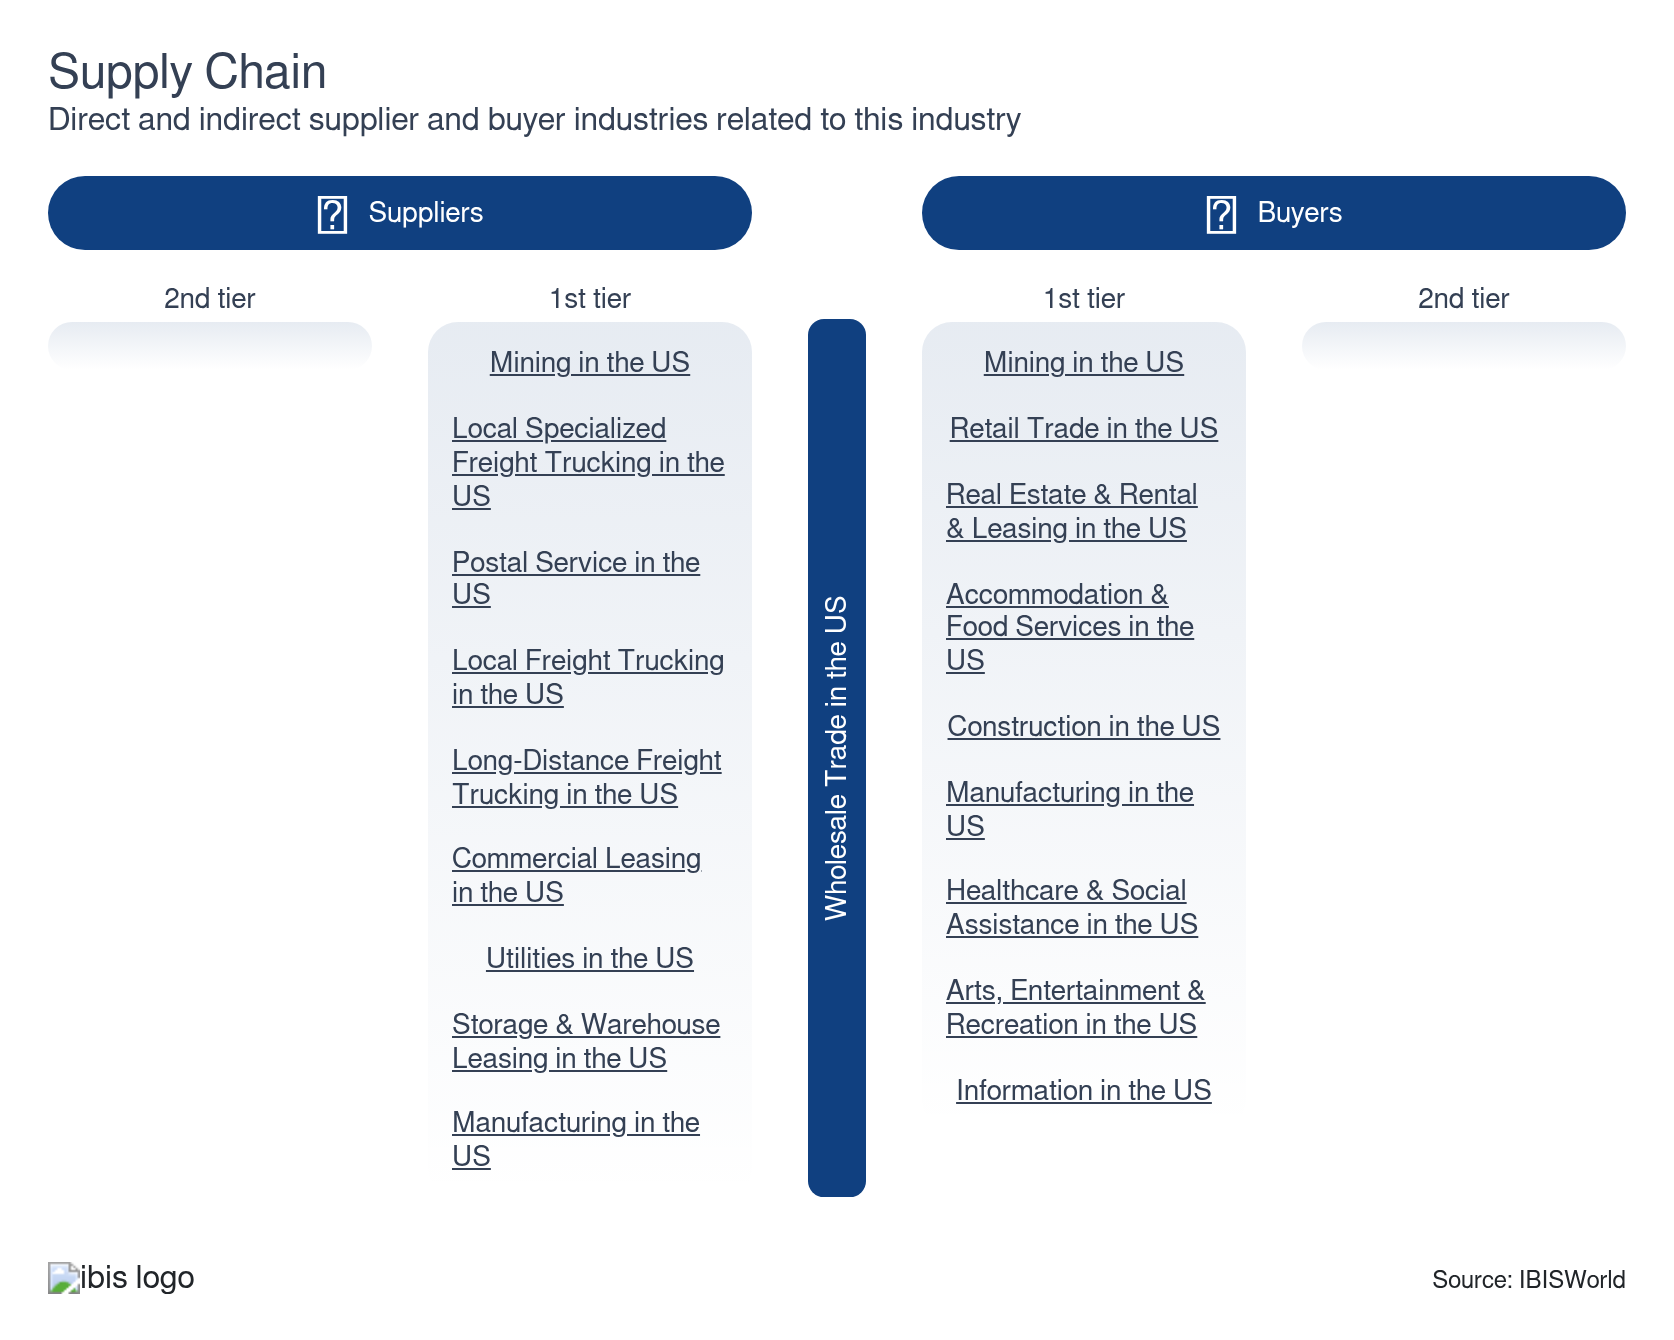 Supply Chain
Direct and indirect supplier and buyer industries related to this industry
Suppliers
Buyers
2nd tier
1st tier
1st tier
2nd tier
Mining in the US
Local Specialized
Freight Trucking in the
US
Postal Service in the
US
Local Freight Trucking
in the US
Long-Distance Freight
Trucking in the US
Commercial Leasing
in the US
Utilities in the US
Storage & Warehouse
Leasing in the US
Manufacturing in the
US
Wholesale Trade in the US
Mining in the US
Retail Trade in the US
Real Estate & Rental
& Leasing in the US
Accommodation &
Food Services in the
US
Construction in the US
Manufacturing in the
US
Healthcare & Social
Assistance in the US
Arts, Entertainment &
Recreation in the US
Information in the US
ibis logo
Source: IBISWorld